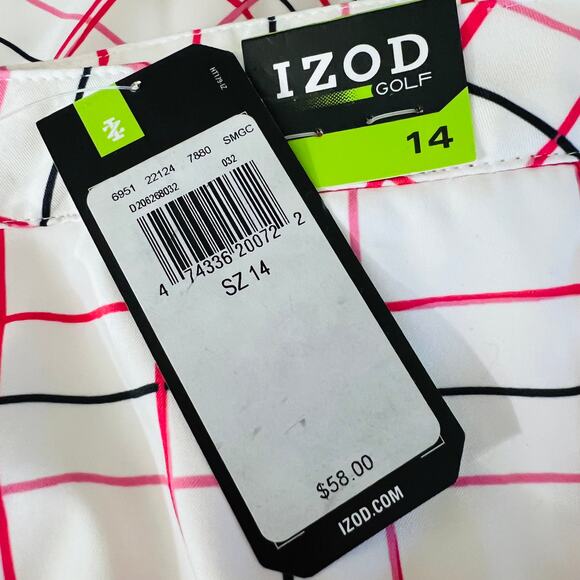 IZOD
GOLF
14
6951 22124 7880 SMGC
D206268032 032
4 74336 20072 2
SZ 14
$58.00
IZOD.COM